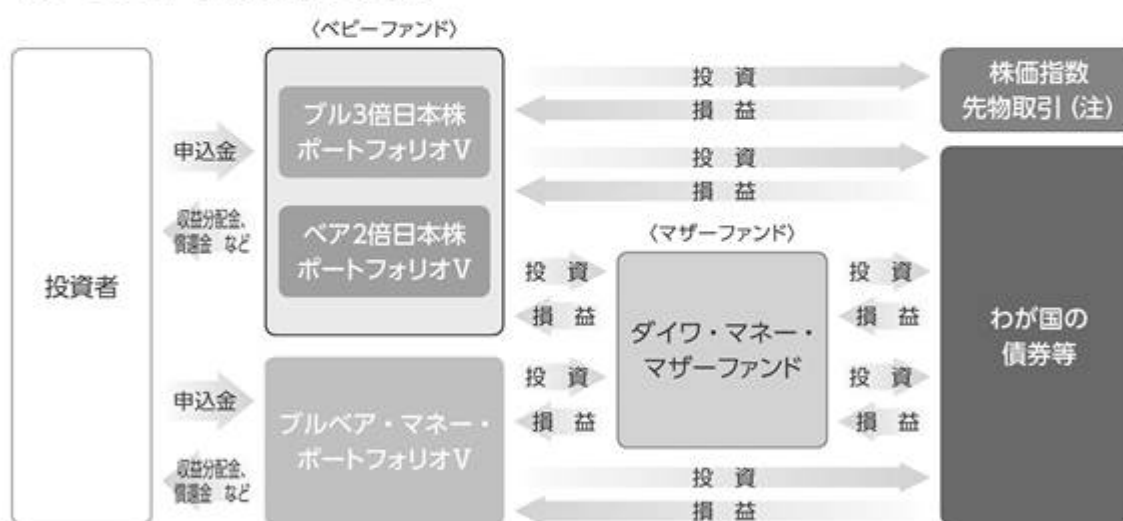 〈ベビーファンド〉
投資者
申込金
収益分配金、
償還金 など
ブル3倍日本株
ポートフォリオⅤ
ベア2倍日本株
ポートフォリオⅤ
投 資
損 益
投 資
損 益
株価指数
先物取引(注)
〈マザーファンド〉
投 資
損 益
ダイワ・マネー・
マザーファンド
投 資
損 益
わが国の
債券等
申込金
収益分配金、
償還金 など
ブルベア・マネー・
ポートフォリオⅤ
投 資
損 益
投 資
損 益
投 資
損 益